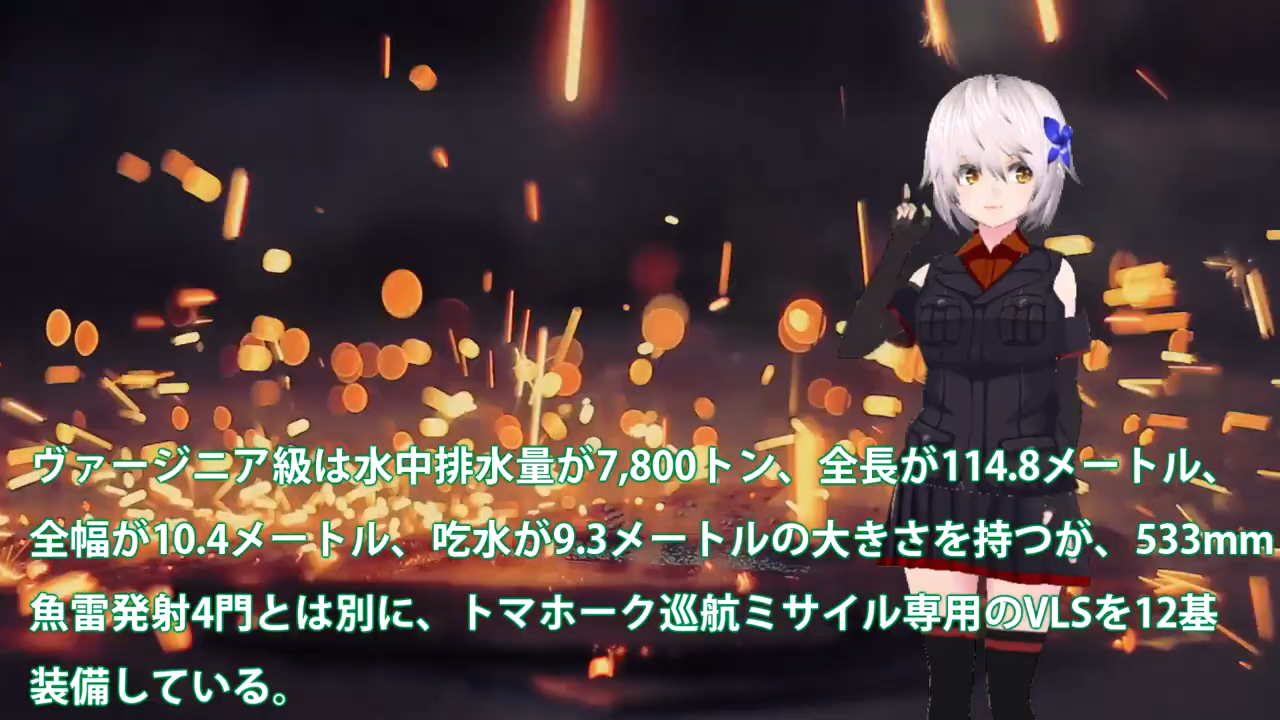 ヴァージニア級は水中排水量が7,800トン、全長が114.8メートル、
全幅が10.4メートル、吃水が9.3メートルの大きさを持つが、533mm
魚雷発射4門とは別に、トマホーク巡航ミサイル専用のVLSを12基
装備している。